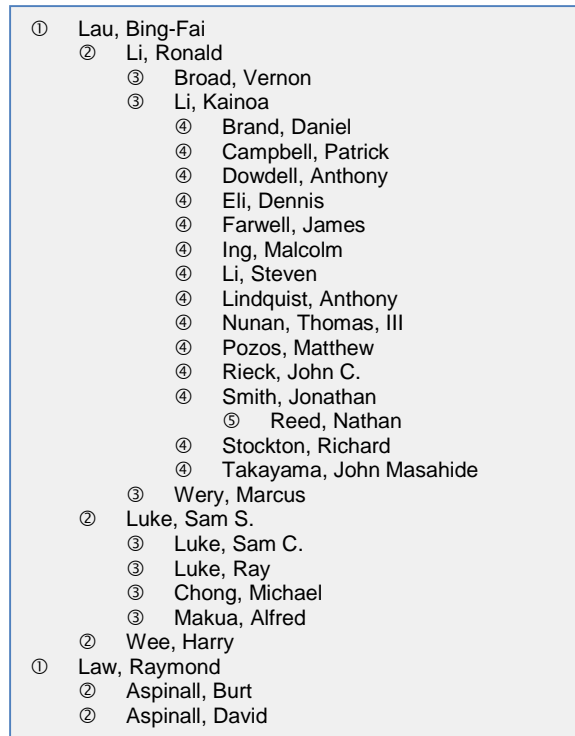 ① Lau, Bing-Fai
② Li, Ronald
③ Broad, Vernon
③ Li, Kainoa
④ Brand, Daniel
④ Campbell, Patrick
④ Dowdell, Anthony
④ Eli, Dennis
④ Farwell, James
④ Ing, Malcolm
④ Li, Steven
④ Lindquist, Anthony
④ Nunan, Thomas, III
④ Pozos, Matthew
④ Rieck, John C.
④ Smith, Jonathan
⑤ Reed, Nathan
④ Stockton, Richard
④ Takayama, John Masahide
③ Wery, Marcus
② Luke, Sam S.
③ Luke, Sam C.
③ Luke, Ray
③ Chong, Michael
③ Makua, Alfred
② Wee, Harry
① Law, Raymond
② Aspinall, Burt
② Aspinall, David